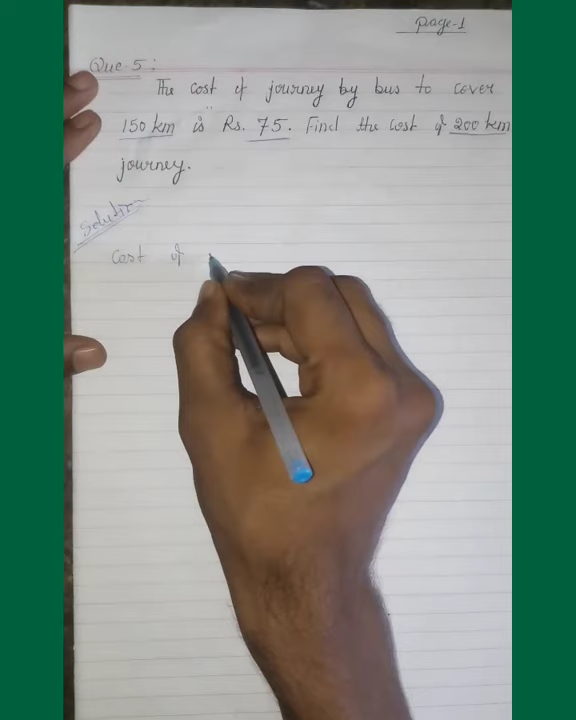 Page-1
Que 5:
The cost of journey by bus to cover
150 km is Rs. 75. Find the cost of 200 km
journey.
Solution
Cost of